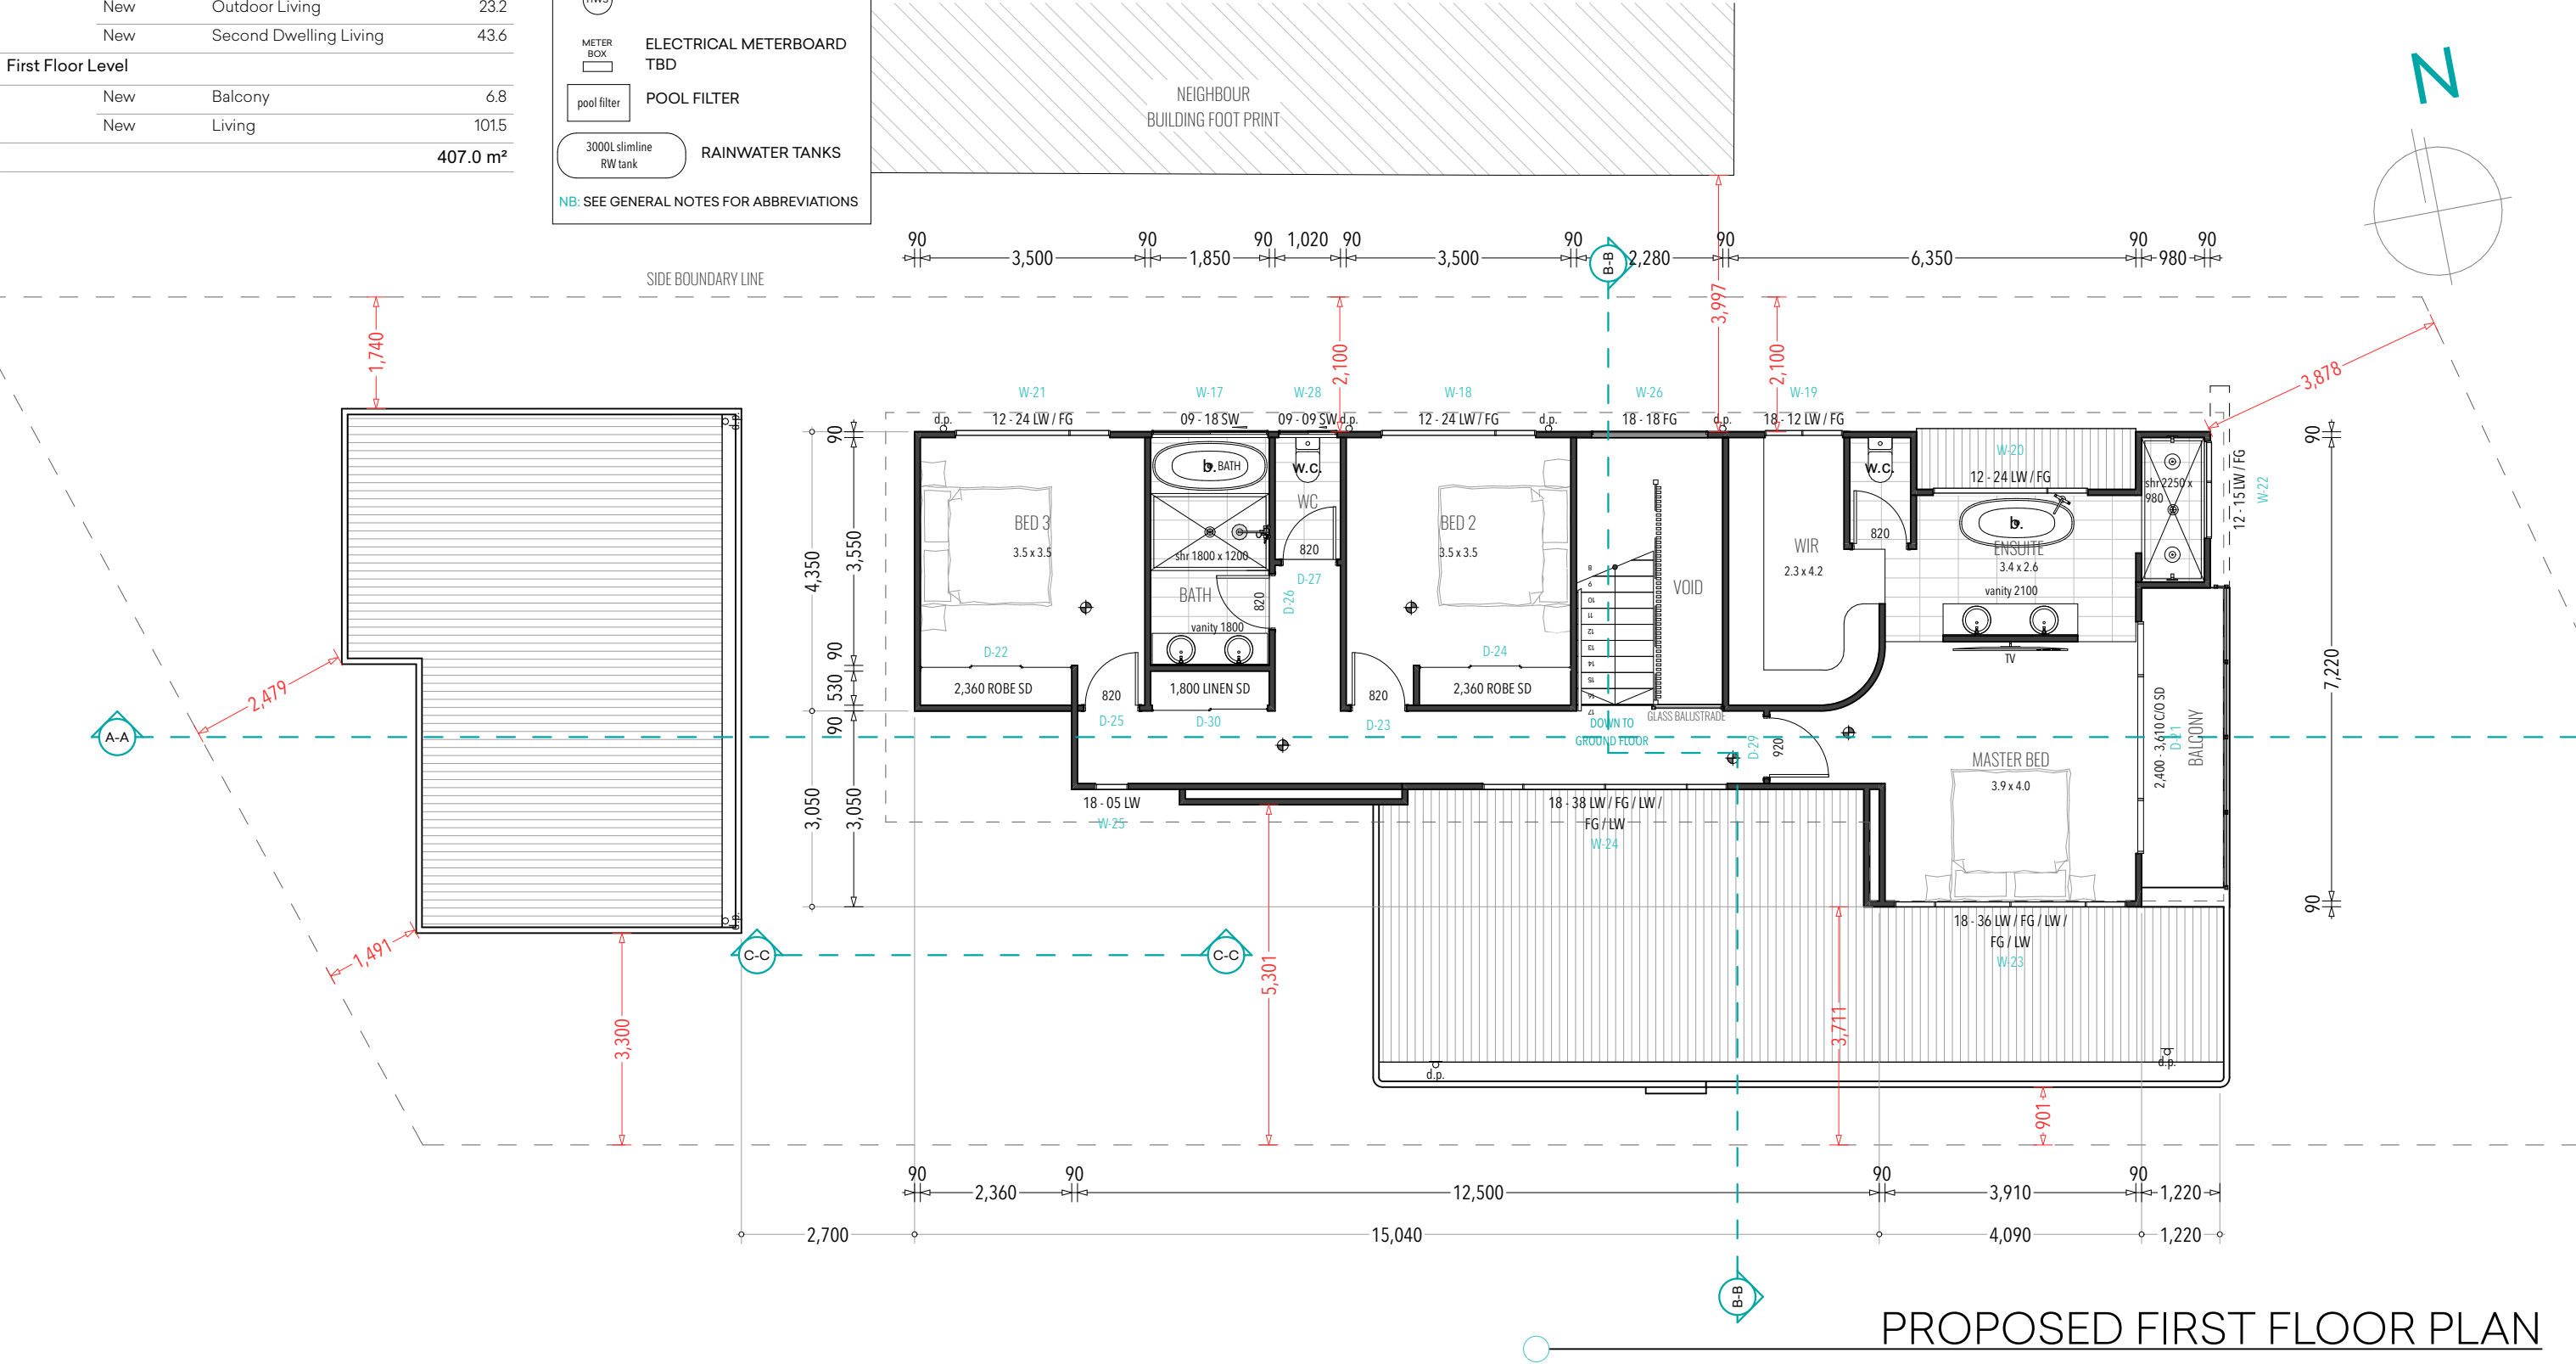 New Outdoor Living 23.2
New Second Dwelling Living 43.6
First Floor Level
New Balcony 6.8
New Living 101.5
407.0 m²
METER
BOX
ELECTRICAL METERBOARD
TBD
pool filter
POOL FILTER
3000L slimline
RW tank
RAINWATER TANKS
NB: SEE GENERAL NOTES FOR ABBREVIATIONS
NEIGHBOUR
BUILDING FOOT PRINT
N
SIDE BOUNDARY LINE
90 90 90 1,020 90 90 90 90 90
3,500 1,850 3,500 2,280 6,350 980
B-B
1,740
2,100
3,997
2,100
3,878
W-21 W-17 W-28 W-18 W-26 W-19
d.p. 12 - 24 LW / FG 09 - 18 SW 09 - 09 SW d.p. 12 - 24 LW / FG d.p. 18 - 18 FG d.p. 18 - 12 LW / FG
d.p.
90
90
W-20
12 - 24 LW / FG
12 - 15 LW / FG
W-22
b. BATH
w.c.
WC
w.c.
shr 2250 x
980
BED 3
3.5 x 3.5
BED 2
3.5 x 3.5
shr 1800 x 1200
820
D-27
820
b.
ENSUITE
3.4 x 2.6
vanity 2100
WIR
2.3 x 4.2
VOID
8
9
10
11
12
13
14
15
16
17
4,350
3,550
BATH
820
D-26
vanity 1800
D-22
D-24
TV
90
530
90
2,360 ROBE SD
1,800 LINEN SD
2,360 ROBE SD
820
820
D-25
D-30
D-23
GLASS BALUSTRADE
DOWN TO
GROUND FLOOR
D-29
920
7,220
2,479
A-A
MASTER BED
3.9 x 4.0
2,400 - 3,610 C/O SD
D-21
BALCONY
3,050
3,050
18 - 05 LW
W-25
18 - 38 LW / FG / LW /
FG / LW
W-24
90
18 - 36 LW / FG / LW /
FG / LW
W-23
d.p.
1,491
C-C
C-C
5,301
3,300
3,711
d.p.
d.p.
901
90 90 90 90
2,360 12,500 3,910 1,220
2,700 15,040 4,090 1,220
B-B
PROPOSED FIRST FLOOR PLAN